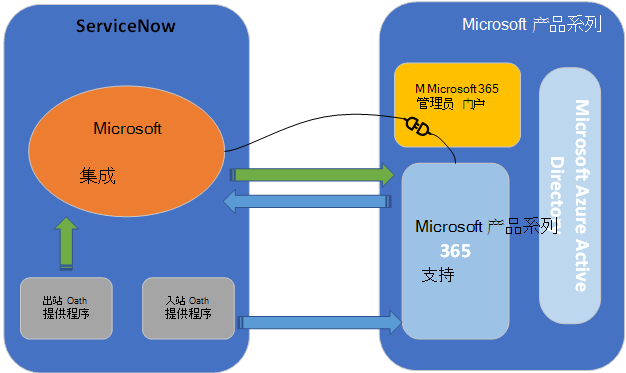 ServiceNow
Microsoft
集成
出站 Oath
提供程序
入站 Oath
提供程序
Microsoft 产品系列
M Microsoft 365
管理员 门户
Microsoft 产品系列
365
支持
Microsoft Azure Active
Directory